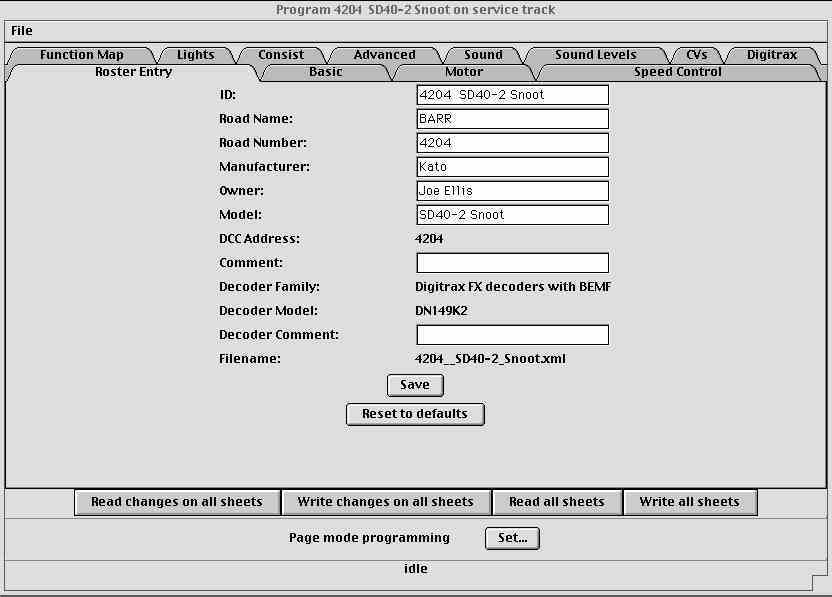 Program 4204  SD40-2 Snoot on service track
File
Function Map Lights Consist Advanced Sound Sound Levels CVs Digitrax
Roster Entry Basic Motor Speed Control
ID: 4204  SD40-2 Snoot
Road Name: BARR
Road Number: 4204
Manufacturer: Kato
Owner: Joe Ellis
Model: SD40-2 Snoot
DCC Address: 4204
Comment:
Decoder Family: Digitrax FX decoders with BEMF
Decoder Model: DN149K2
Decoder Comment:
Filename: 4204__SD40-2_Snoot.xml
Save
Reset to defaults
Read changes on all sheets Write changes on all sheets Read all sheets Write all sheets
Page mode programming Set...
idle